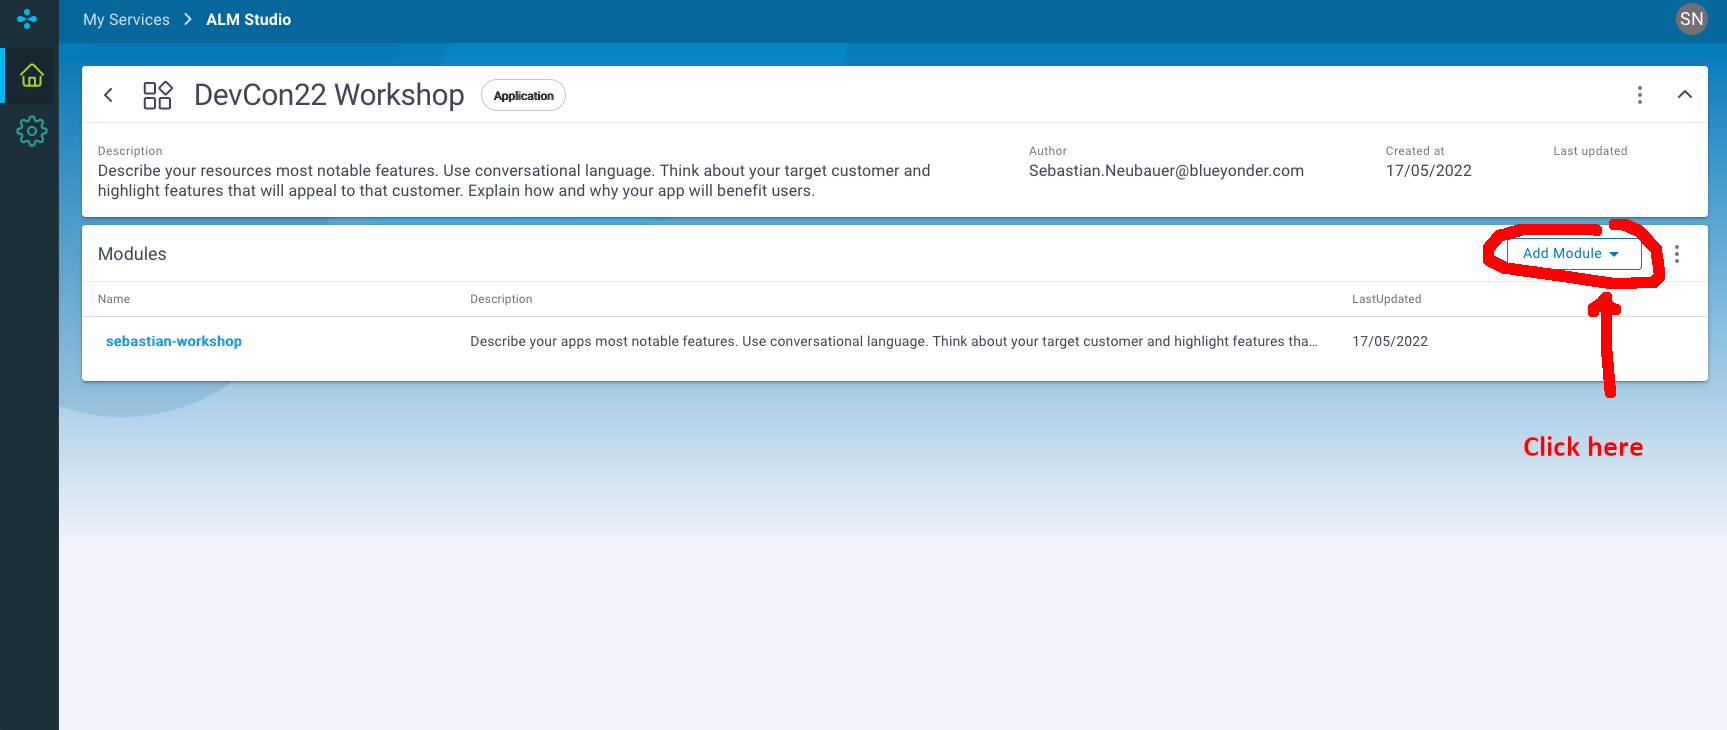 My Services > ALM Studio
SN
DevCon22 Workshop
Application
Description
Describe your resources most notable features. Use conversational language. Think about your target customer and
highlight features that will appeal to that customer. Explain how and why your app will benefit users.
Author
Sebastian.Neubauer@blueyonder.com
Created at
17/05/2022
Last updated
Modules
Add Module
Name
Description
LastUpdated
sebastian-workshop
Describe your apps most notable features. Use conversational language. Think about your target customer and highlight features tha...
17/05/2022
Click here